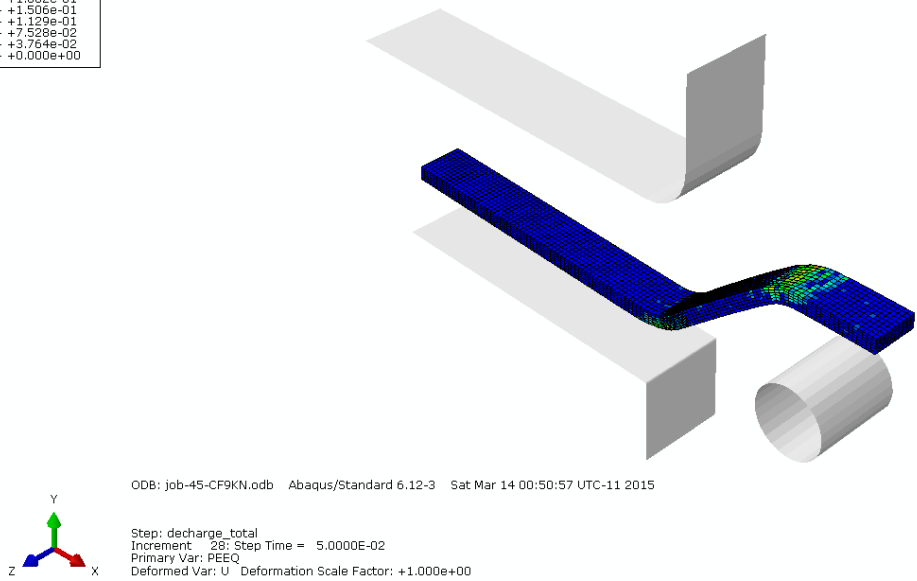 +1.506e-01
+1.129e-01
+7.528e-02
+3.764e-02
+0.000e+00
ODB: job-45-CF9KN.odb    Abaqus/Standard 6.12-3    Sat Mar 14 00:50:57 UTC-11 2015
Y
Z
X
Step: decharge_total
Increment    28: Step Time =    5.0000E-02
Primary Var: PEEQ
Deformed Var: U    Deformation Scale Factor: +1.000e+00